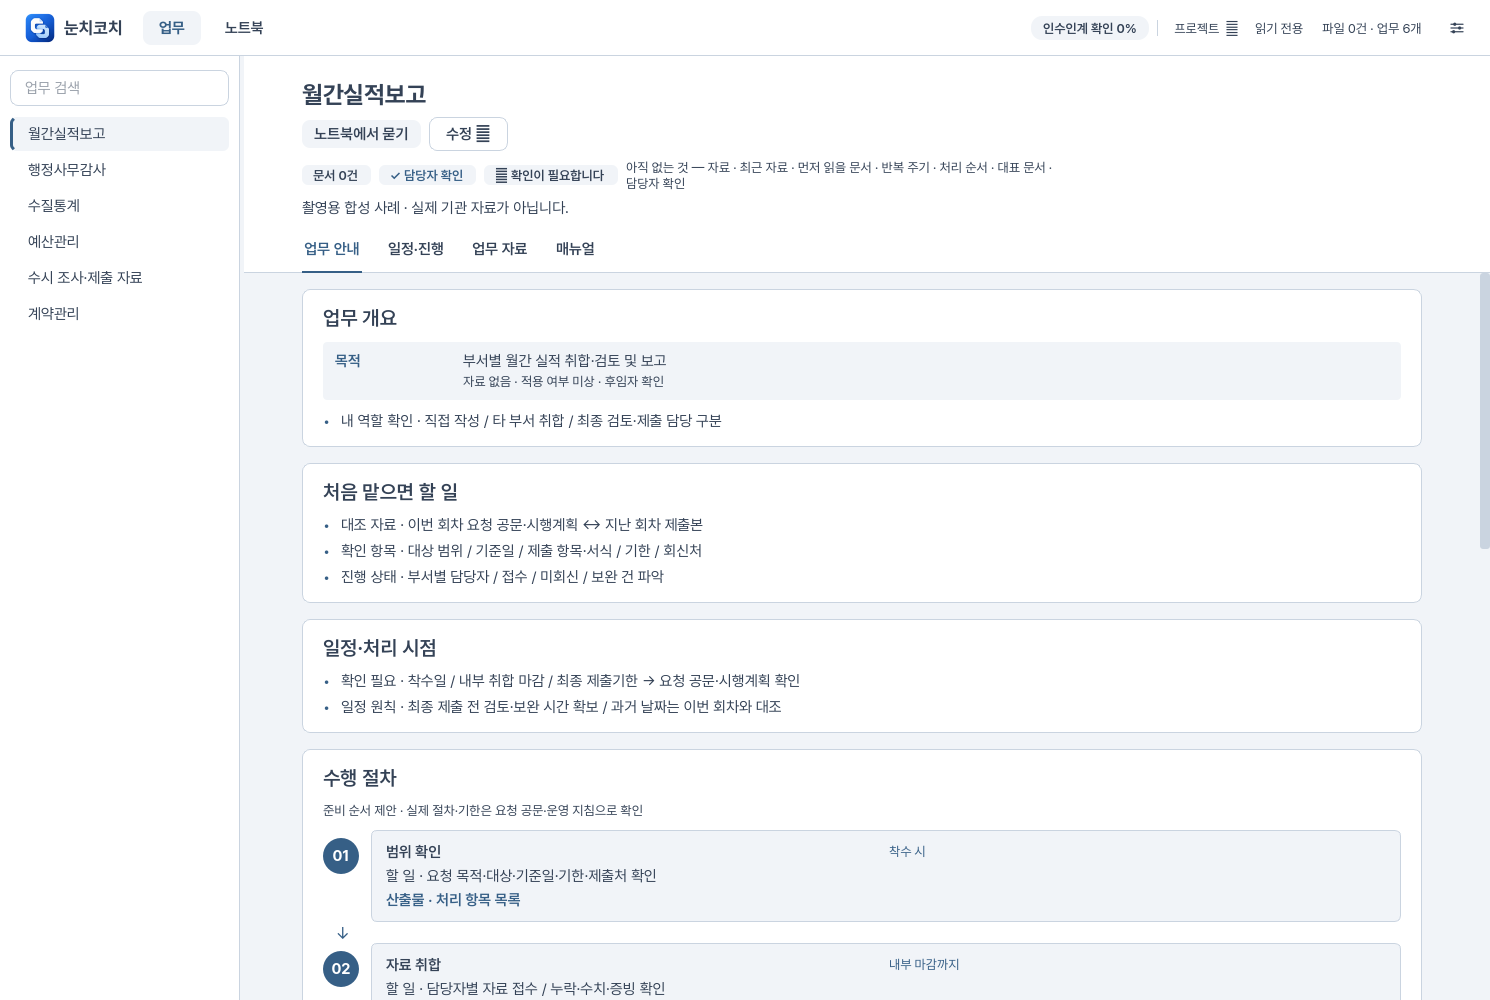 눈치코치
업무
노트북
인수인계 확인 0%
프로젝트
읽기 전용
파일 0건 · 업무 6개
업무 검색
월간실적보고
행정사무감사
수질통계
예산관리
수시 조사·제출 자료
계약관리
월간실적보고
노트북에서 묻기
수정
문서 0건
✓ 담당자 확인
확인이 필요합니다
아직 없는 것 — 자료 · 최근 자료 · 먼저 읽을 문서 · 반복 주기 · 처리 순서 · 대표 문서 ·
담당자 확인
촬영용 합성 사례 · 실제 기관 자료가 아닙니다.
업무 안내
일정·진행
업무 자료
매뉴얼
업무 개요
목적
부서별 월간 실적 취합·검토 및 보고
자료 없음 · 적용 여부 미상 · 후임자 확인
• 내 역할 확인 · 직접 작성 / 타 부서 취합 / 최종 검토·제출 담당 구분
처음 맡으면 할 일
• 대조 자료 · 이번 회차 요청 공문·시행계획 ↔ 지난 회차 제출본
• 확인 항목 · 대상 범위 / 기준일 / 제출 항목·서식 / 기한 / 회신처
• 진행 상태 · 부서별 담당자 / 접수 / 미회신 / 보완 건 파악
일정·처리 시점
• 확인 필요 · 착수일 / 내부 취합 마감 / 최종 제출기한 → 요청 공문·시행계획 확인
• 일정 원칙 · 최종 제출 전 검토·보완 시간 확보 / 과거 날짜는 이번 회차와 대조
수행 절차
준비 순서 제안 · 실제 절차·기한은 요청 공문·운영 지침으로 확인
01
범위 확인
착수 시
할 일 · 요청 목적·대상·기준일·기한·제출처 확인
산출물 · 처리 항목 목록
↓
02
자료 취합
내부 마감까지
할 일 · 담당자별 자료 접수 / 누락·수치·증빙 확인